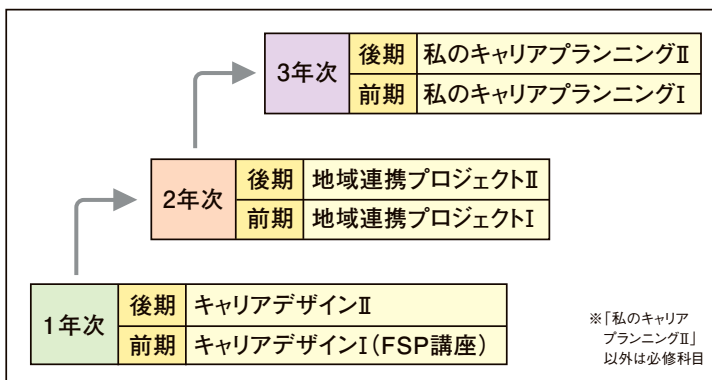 3年次
後期 私のキャリアプランニングⅡ
前期 私のキャリアプランニングⅠ
2年次
後期 地域連携プロジェクトⅡ
前期 地域連携プロジェクトⅠ
1年次
後期 キャリアデザインⅡ
前期 キャリアデザインⅠ(FSP講座)
※「私のキャリア
プランニングⅡ」
以外は必修科目